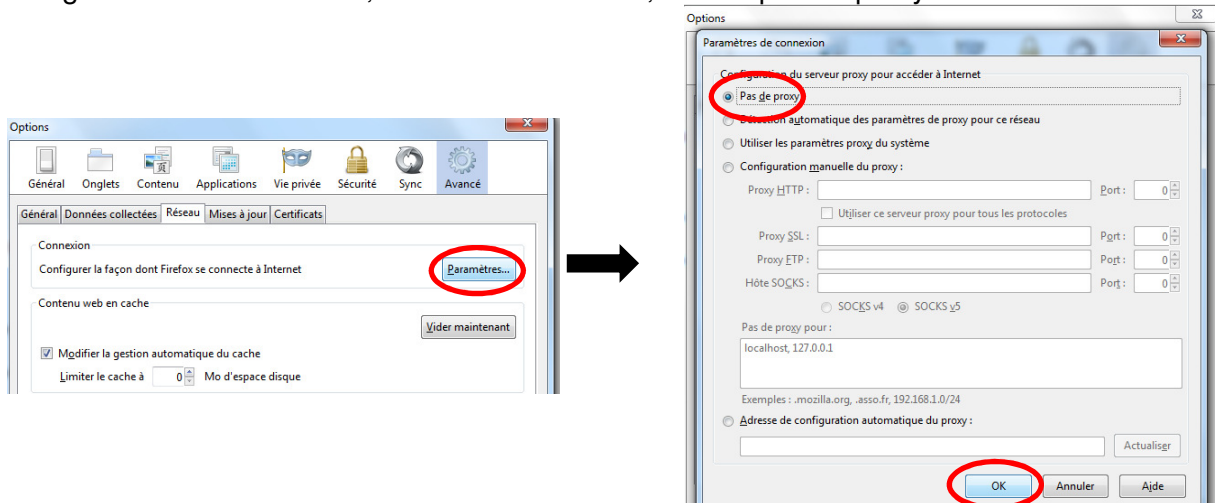 Options
Général Onglets Contenu Applications Vie privée Sécurité Sync Avancé
Général Données collectées Réseau Mises à jour Certificats
Connexion
Configurer la façon dont Firefox se connecte à Internet Paramètres...
Contenu web en cache
Vider maintenant
Modifier la gestion automatique du cache
Limiter le cache à 0 Mo d'espace disque
Options
Paramètres de connexion
Configuration du serveur proxy pour accéder à Internet
Pas de proxy
Détection automatique des paramètres de proxy pour ce réseau
Utiliser les paramètres proxy du système
Configuration manuelle du proxy :
Proxy HTTP : Port : 0
Utiliser ce serveur proxy pour tous les protocoles
Proxy SSL : Port : 0
Proxy FTP : Port : 0
Hôte SOCKS : Port : 0
SOCKS v4 SOCKS v5
Pas de proxy pour :
localhost, 127.0.0.1
Exemples : .mozilla.org, .asso.fr, 192.168.1.0/24
Adresse de configuration automatique du proxy :
Actualiser
OK Annuler Aide